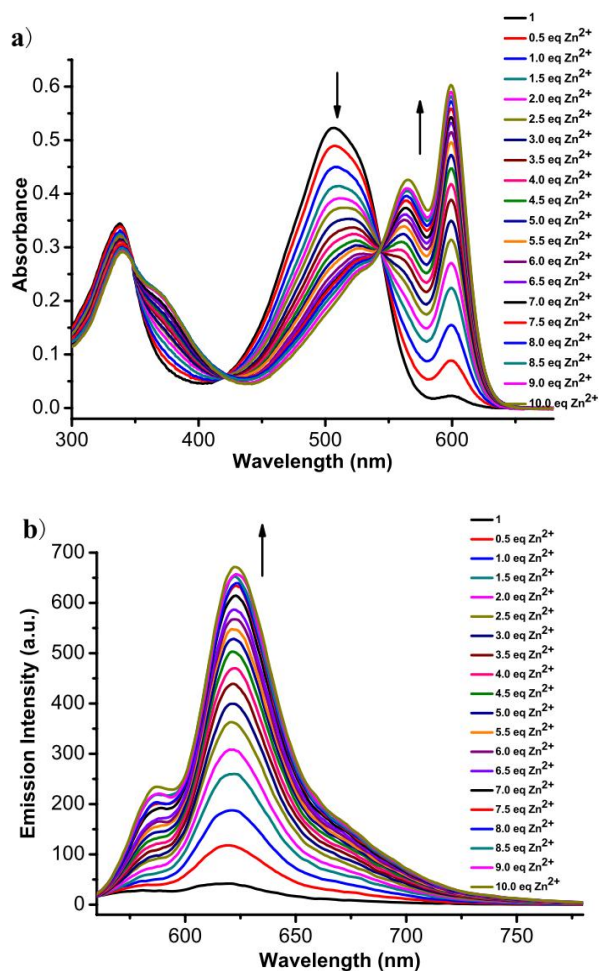 a)
Absorbance
0.6
0.5
0.4
0.3
0.2
0.1
0.0
300 400 500 600
Wavelength (nm)
1
0.5 eq Zn²⁺
1.0 eq Zn²⁺
1.5 eq Zn²⁺
2.0 eq Zn²⁺
2.5 eq Zn²⁺
3.0 eq Zn²⁺
3.5 eq Zn²⁺
4.0 eq Zn²⁺
4.5 eq Zn²⁺
5.0 eq Zn²⁺
5.5 eq Zn²⁺
6.0 eq Zn²⁺
6.5 eq Zn²⁺
7.0 eq Zn²⁺
7.5 eq Zn²⁺
8.0 eq Zn²⁺
8.5 eq Zn²⁺
9.0 eq Zn²⁺
10.0 eq Zn²⁺
b)
Emission Intensity (a.u.)
700
600
500
400
300
200
100
0
600 650 700 750
Wavelength (nm)
1
0.5 eq Zn²⁺
1.0 eq Zn²⁺
1.5 eq Zn²⁺
2.0 eq Zn²⁺
2.5 eq Zn²⁺
3.0 eq Zn²⁺
3.5 eq Zn²⁺
4.0 eq Zn²⁺
4.5 eq Zn²⁺
5.0 eq Zn²⁺
5.5 eq Zn²⁺
6.0 eq Zn²⁺
6.5 eq Zn²⁺
7.0 eq Zn²⁺
7.5 eq Zn²⁺
8.0 eq Zn²⁺
8.5 eq Zn²⁺
9.0 eq Zn²⁺
10.0 eq Zn²⁺